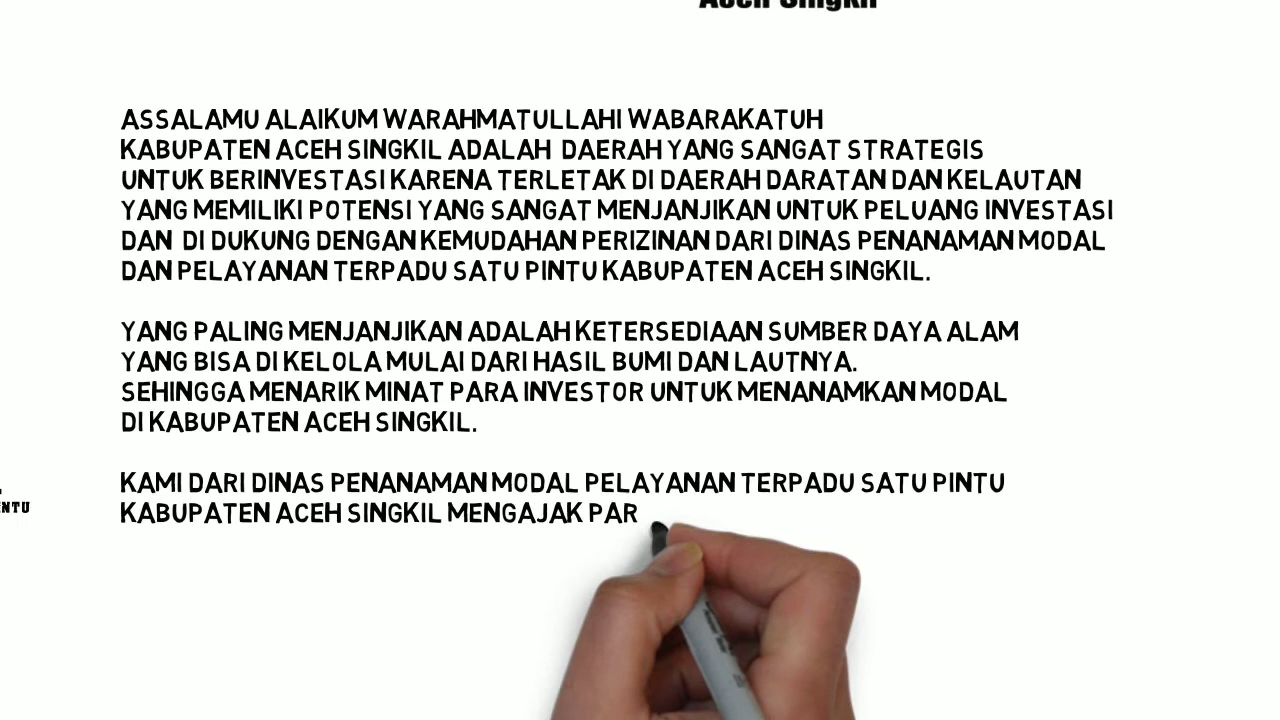 Aceh Singkil
ASSALAMU ALAIKUM WARAHMATULLAHI WABARAKATUH
KABUPATEN ACEH SINGKIL ADALAH DAERAH YANG SANGAT STRATEGIS
UNTUK BERINVESTASI KARENA TERLETAK DI DAERAH DARATAN DAN KELAUTAN
YANG MEMILIKI POTENSI YANG SANGAT MENJANJIKAN UNTUK PELUANG INVESTASI
DAN DI DUKUNG DENGAN KEMUDAHAN PERIZINAN DARI DINAS PENANAMAN MODAL
DAN PELAYANAN TERPADU SATU PINTU KABUPATEN ACEH SINGKIL.
YANG PALING MENJANJIKAN ADALAH KETERSEDIAAN SUMBER DAYA ALAM
YANG BISA DI KELOLA MULAI DARI HASIL BUMI DAN LAUTNYA.
SEHINGGA MENARIK MINAT PARA INVESTOR UNTUK MENANAMKAN MODAL
DI KABUPATEN ACEH SINGKIL.
KAMI DARI DINAS PENANAMAN MODAL PELAYANAN TERPADU SATU PINTU
KABUPATEN ACEH SINGKIL MENGAJAK PAR
NTU